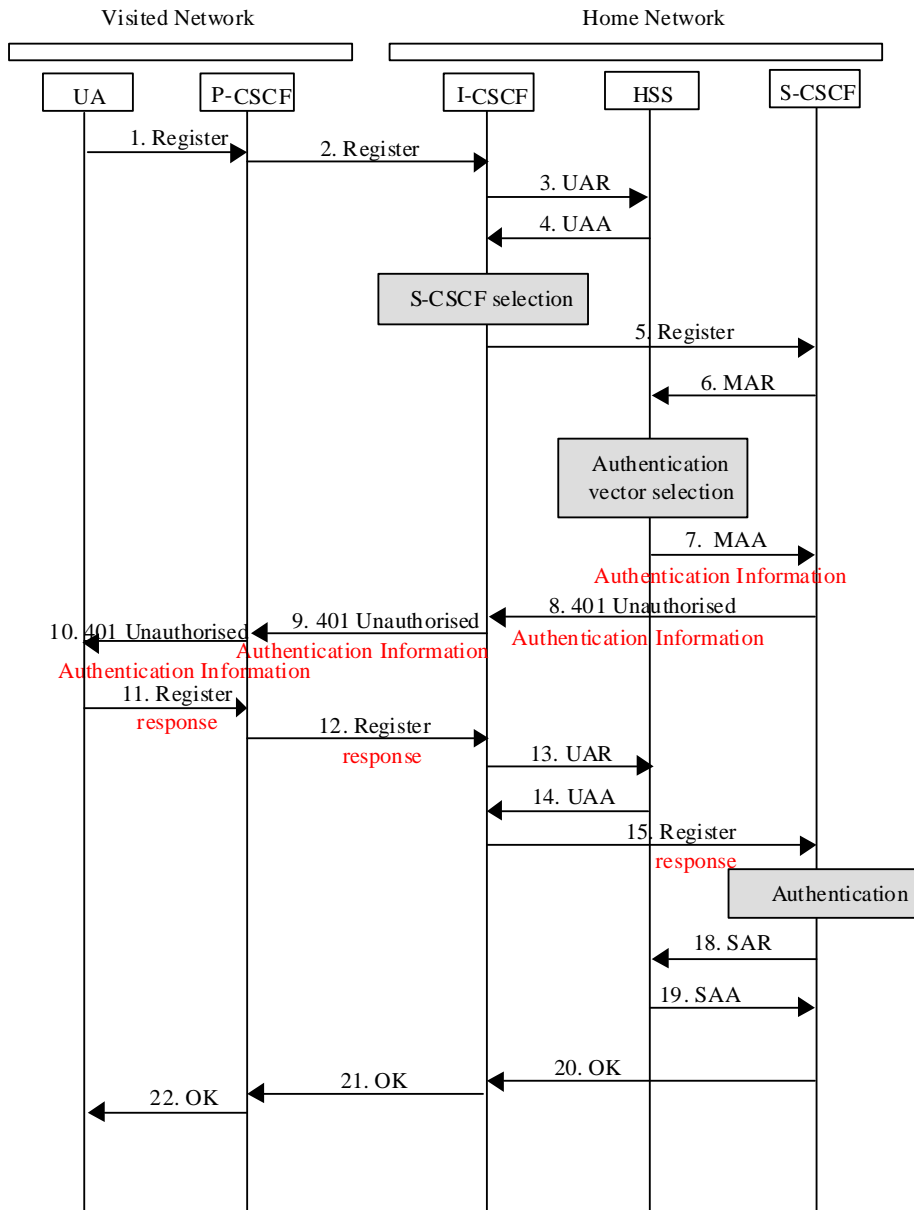 Visited Network
Home Network
UA
P-CSCF
I-CSCF
HSS
S-CSCF
1. Register
2. Register
3. UAR
4. UAA
S-CSCF selection
5. Register
6. MAR
Authentication
vector selection
7. MAA
Authentication Information
8. 401 Unauthorised
Authentication Information
9. 401 Unauthorised
Authentication Information
10. 401 Unauthorised
Authentication Information
11. Register
response
12. Register
response
13. UAR
14. UAA
15. Register
response
Authentication
18. SAR
19. SAA
20. OK
21. OK
22. OK